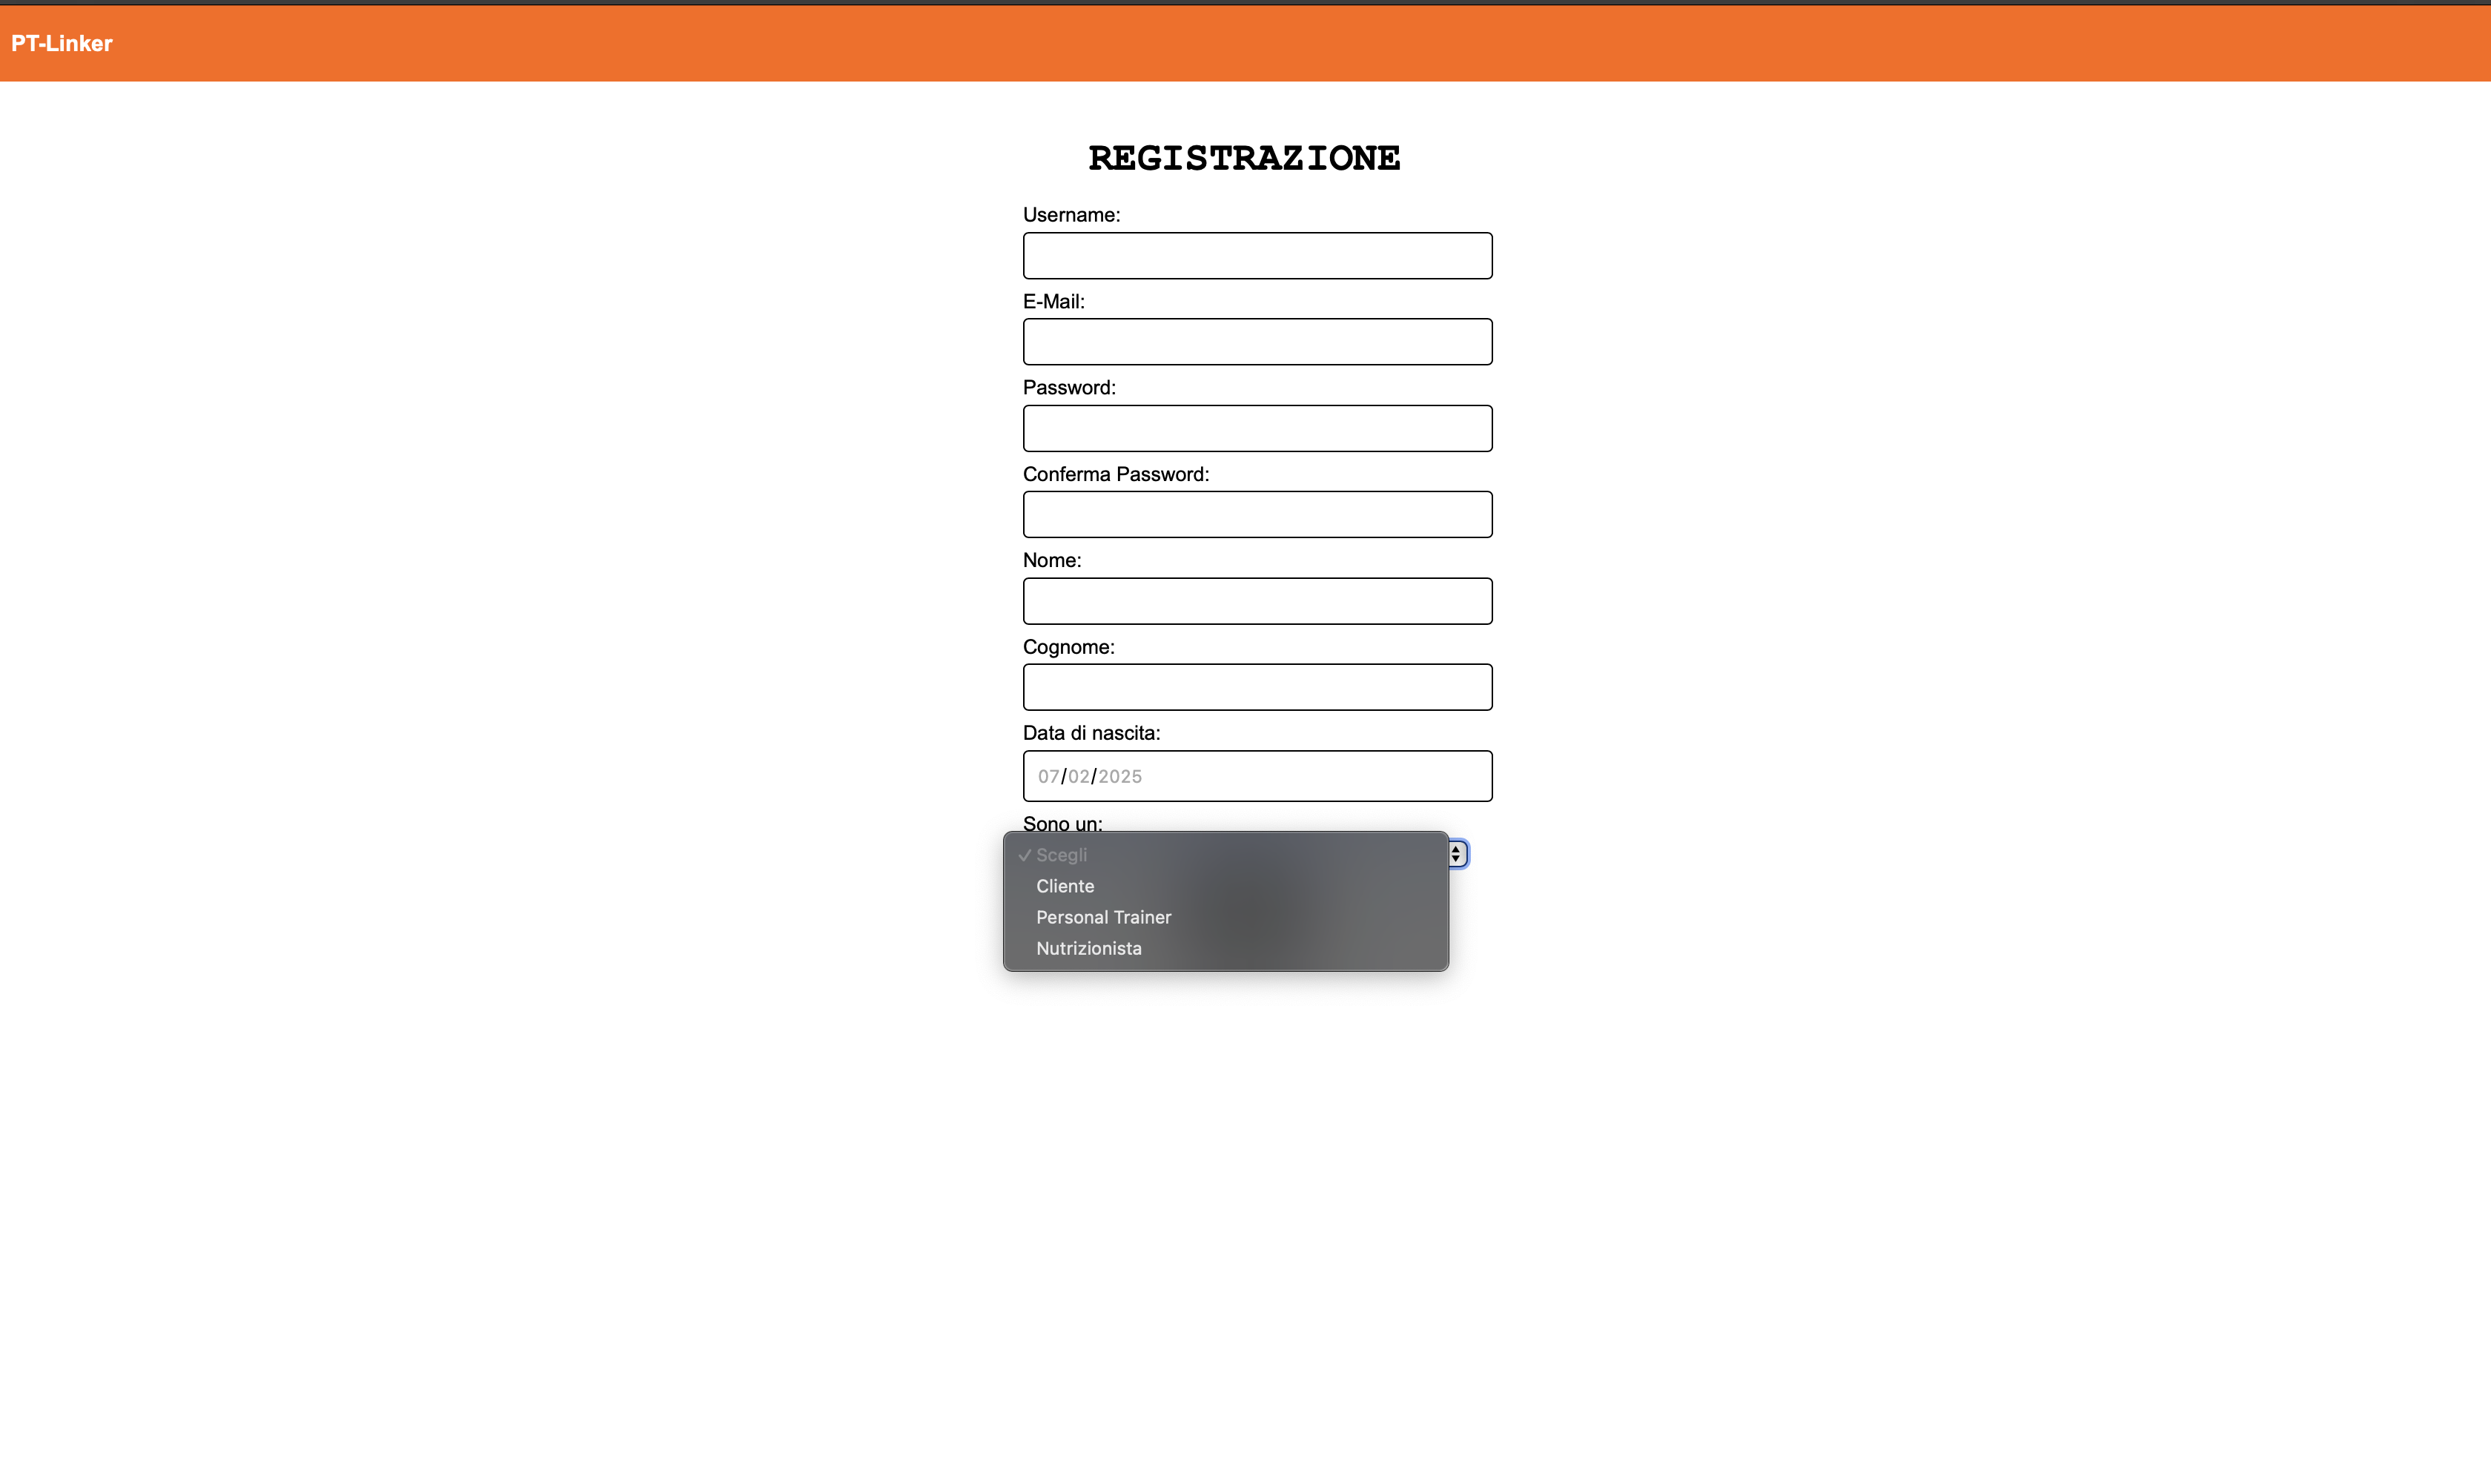 PT-Linker
REGISTRAZIONE
Username:
E-Mail:
Password:
Conferma Password:
Nome:
Cognome:
Data di nascita:
07/02/2025
Sono un:
✓ Scegli
Cliente
Personal Trainer
Nutrizionista